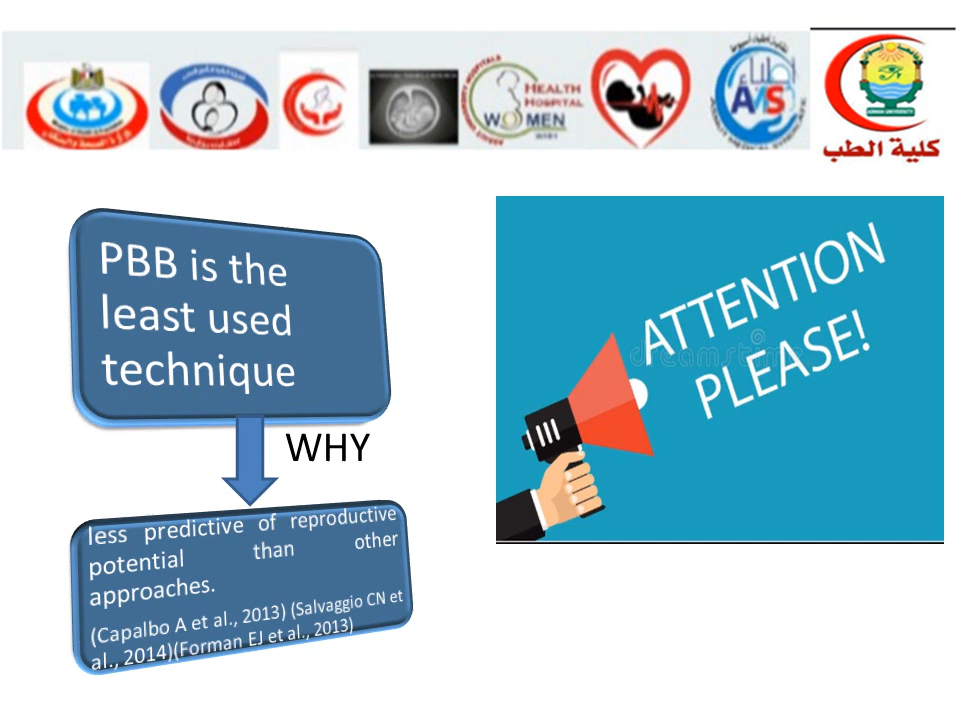 HEALTH
HOSPITAL
WOMEN
كلية الطب
PBB is the
least used
technique
WHY
less predictive of reproductive
potential than other
approaches.
(Capalbo A et al., 2013) (Salvaggio CN et
al., 2014)(Forman EJ et al., 2013)
ATTENTION
PLEASE!
dreamstime